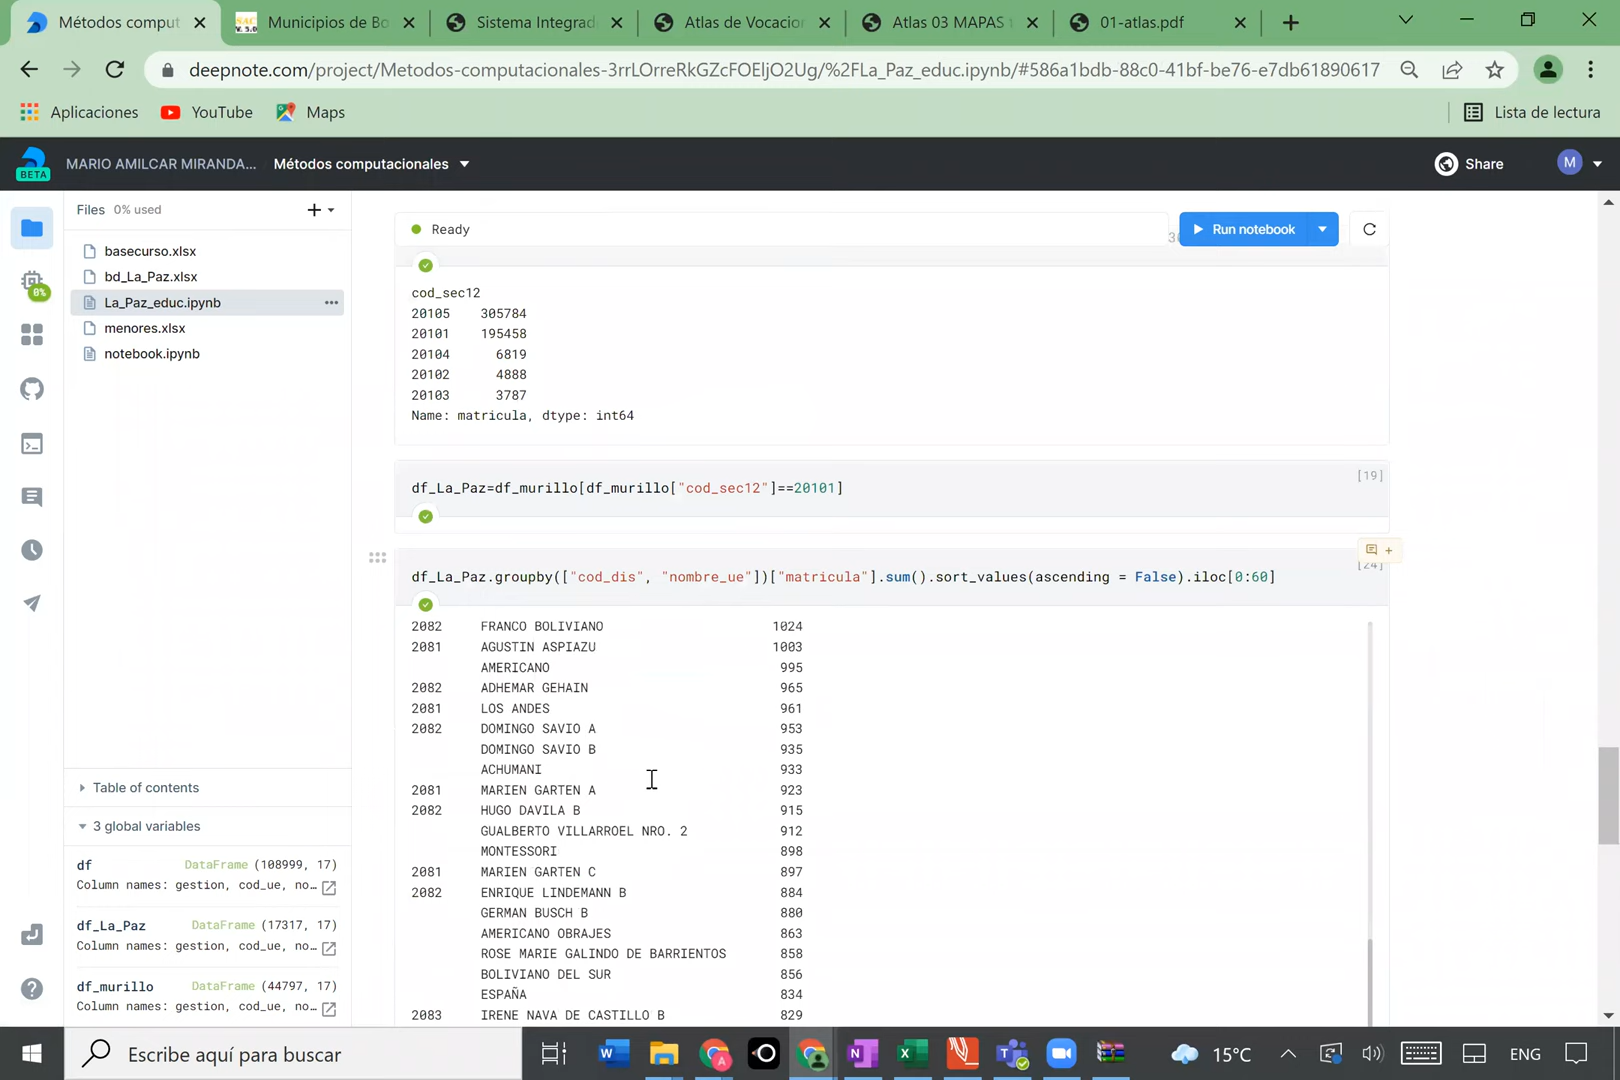 Métodos comput
Municipios de Bo
Sistema Integrad
Atlas de Vocacion
Atlas 03 MAPAS
01-atlas.pdf
deepnote.com/project/Metodos-computacionales-3rrLOrreRkGZcFOEljO2Ug/%2FLa_Paz_educ.ipynb/#586a1bdb-88c0-41bf-be76-e7db61890617
Aplicaciones
YouTube
Maps
Lista de lectura
BETA
MARIO AMILCAR MIRANDA...
Métodos computacionales
Share
M
Files 0% used
Ready
Run notebook
basecurso.xlsx
bd_La_Paz.xlsx
La_Paz_educ.ipynb
menores.xlsx
notebook.ipynb
0%
cod_sec12
20105 305784
20101 195458
20104 6819
20102 4888
20103 3787
Name: matricula, dtype: int64
[19]
df_La_Paz=df_murillo[df_murillo["cod_sec12"]==20101]
[24]
df_La_Paz.groupby(["cod_dis", "nombre_ue"])["matricula"].sum().sort_values(ascending = False).iloc[0:60]
2082 FRANCO BOLIVIANO 1024
2081 AGUSTIN ASPIAZU 1003
AMERICANO 995
2082 ADHEMAR GEHAIN 965
2081 LOS ANDES 961
2082 DOMINGO SAVIO A 953
DOMINGO SAVIO B 935
ACHUMANI 933
2081 MARIEN GARTEN A 923
2082 HUGO DAVILA B 915
GUALBERTO VILLARROEL NRO. 2 912
MONTESSORI 898
2081 MARIEN GARTEN C 897
2082 ENRIQUE LINDEMANN B 884
GERMAN BUSCH B 880
AMERICANO OBRAJES 863
ROSE MARIE GALINDO DE BARRIENTOS 858
BOLIVIANO DEL SUR 856
ESPAÑA 834
2083 IRENE NAVA DE CASTILLO B 829
Table of contents
3 global variables
df DataFrame (108999, 17)
Column names: gestion, cod_ue, no...
df_La_Paz DataFrame (17317, 17)
Column names: gestion, cod_ue, no...
df_murillo DataFrame (44797, 17)
Column names: gestion, cod_ue, no...
Escribe aquí para buscar
15°C
ENG